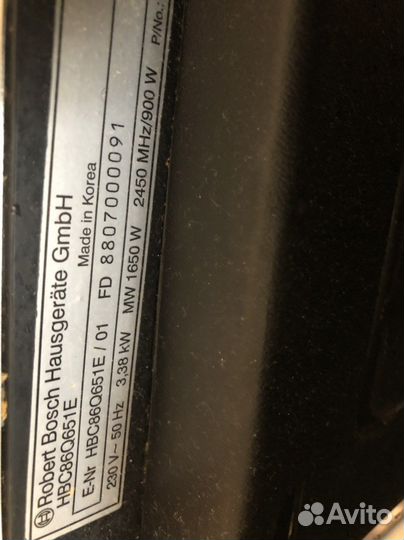 Robert Bosch Hausgeräte GmbH
HBC86Q651E
Made in Korea
E-Nr HBC86Q651E / 01 FD 8807000091
230 V~ 50 Hz 3,38 kW MW 1650 W 2450 MHz/900 W P/No.:
Avito